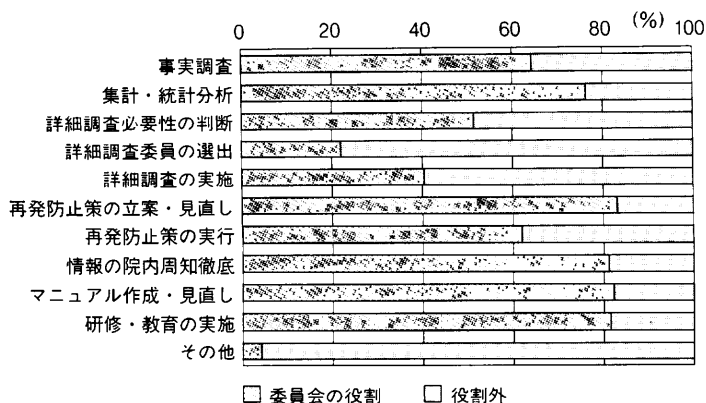 0 20 40 60 80 (%) 100
事実調査
集計・統計分析
詳細調査必要性の判断
詳細調査委員の選出
詳細調査の実施
再発防止策の立案・見直し
再発防止策の実行
情報の院内周知徹底
マニュアル作成・見直し
研修・教育の実施
その他
委員会の役割 役割外